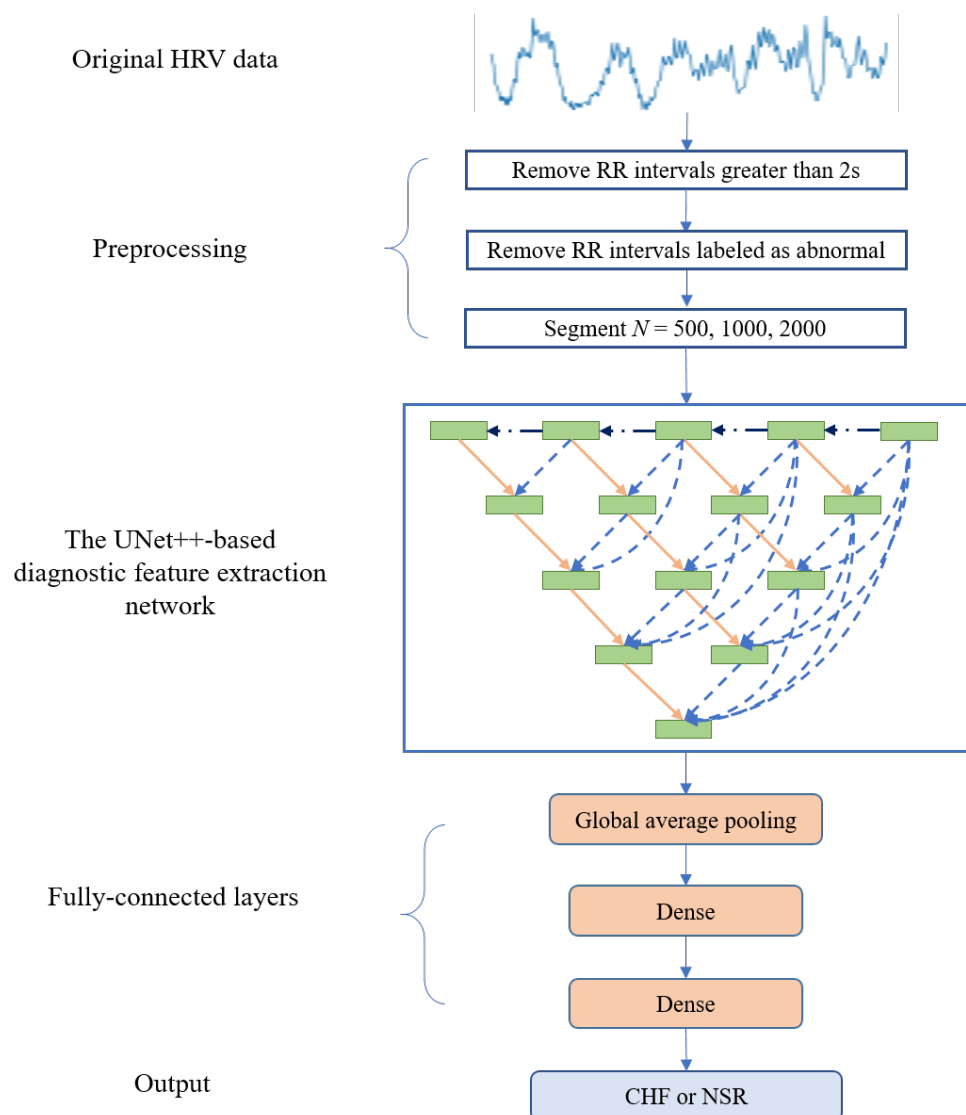 Original HRV data
Remove RR intervals greater than 2s
Preprocessing
Remove RR intervals labeled as abnormal
Segment N = 500, 1000, 2000
The UNet++-based
diagnostic feature extraction
network
Global average pooling
Fully-connected layers
Dense
Dense
Output
CHF or NSR